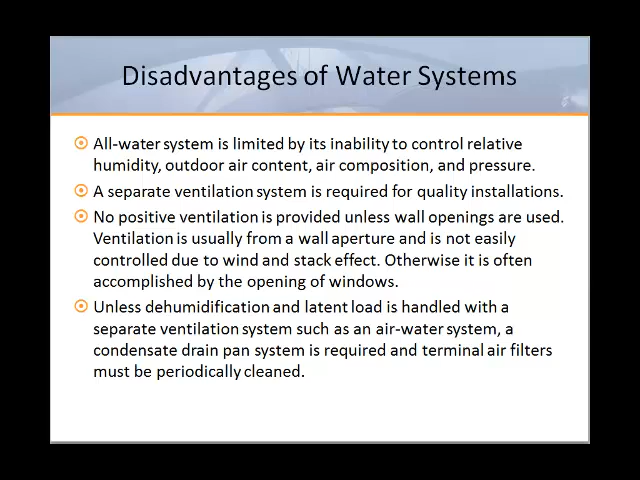 Disadvantages of Water Systems
All-water system is limited by its inability to control relative
humidity, outdoor air content, air composition, and pressure.
A separate ventilation system is required for quality installations.
No positive ventilation is provided unless wall openings are used.
Ventilation is usually from a wall aperture and is not easily
controlled due to wind and stack effect. Otherwise it is often
accomplished by the opening of windows.
Unless dehumidification and latent load is handled with a
separate ventilation system such as an air-water system, a
condensate drain pan system is required and terminal air filters
must be periodically cleaned.